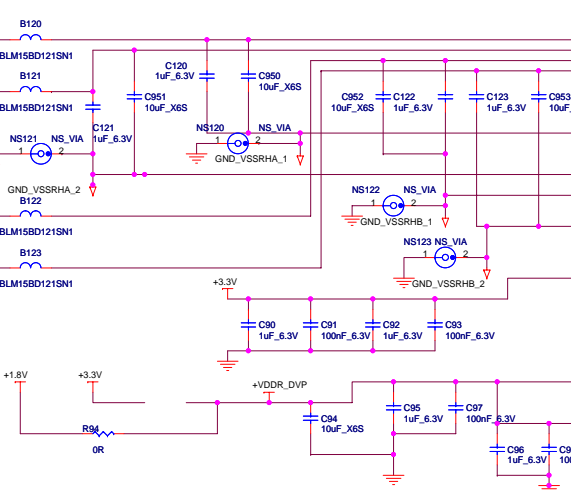 B120
BLM15BD121SN1
B121
BLM15BD121SN1
C120
1uF_6.3V
C950
10uF_X6S
C951
10uF_X6S
C121
1uF_6.3V
C952
10uF_X6S
C122
1uF_6.3V
C123
1uF_6.3V
C953
10uF_X6S
NS121
NS_VIA
1
2
NS120
NS_VIA
1
2
GND_VSSRHA_1
GND_VSSRHA_2
B122
BLM15BD121SN1
NS122
NS_VIA
1
2
GND_VSSRHB_1
B123
BLM15BD121SN1
NS123
NS_VIA
1
2
GND_VSSRHB_2
+3.3V
C90
1uF_6.3V
C91
100nF_6.3V
C92
1uF_6.3V
C93
100nF_6.3V
+1.8V
+3.3V
+VDDR_DVP
R94
0R
C94
10uF_X6S
C95
1uF_6.3V
C97
100nF_6.3V
C96
1uF_6.3V